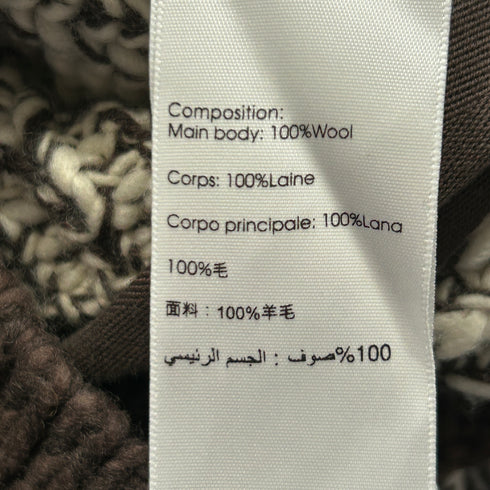 Composition:
Main body: 100%Wool
Corps: 100%Laine
Corpo principale: 100%Lana
100%毛
面料：100%羊毛
100%صوف : الجسم الرئيسي